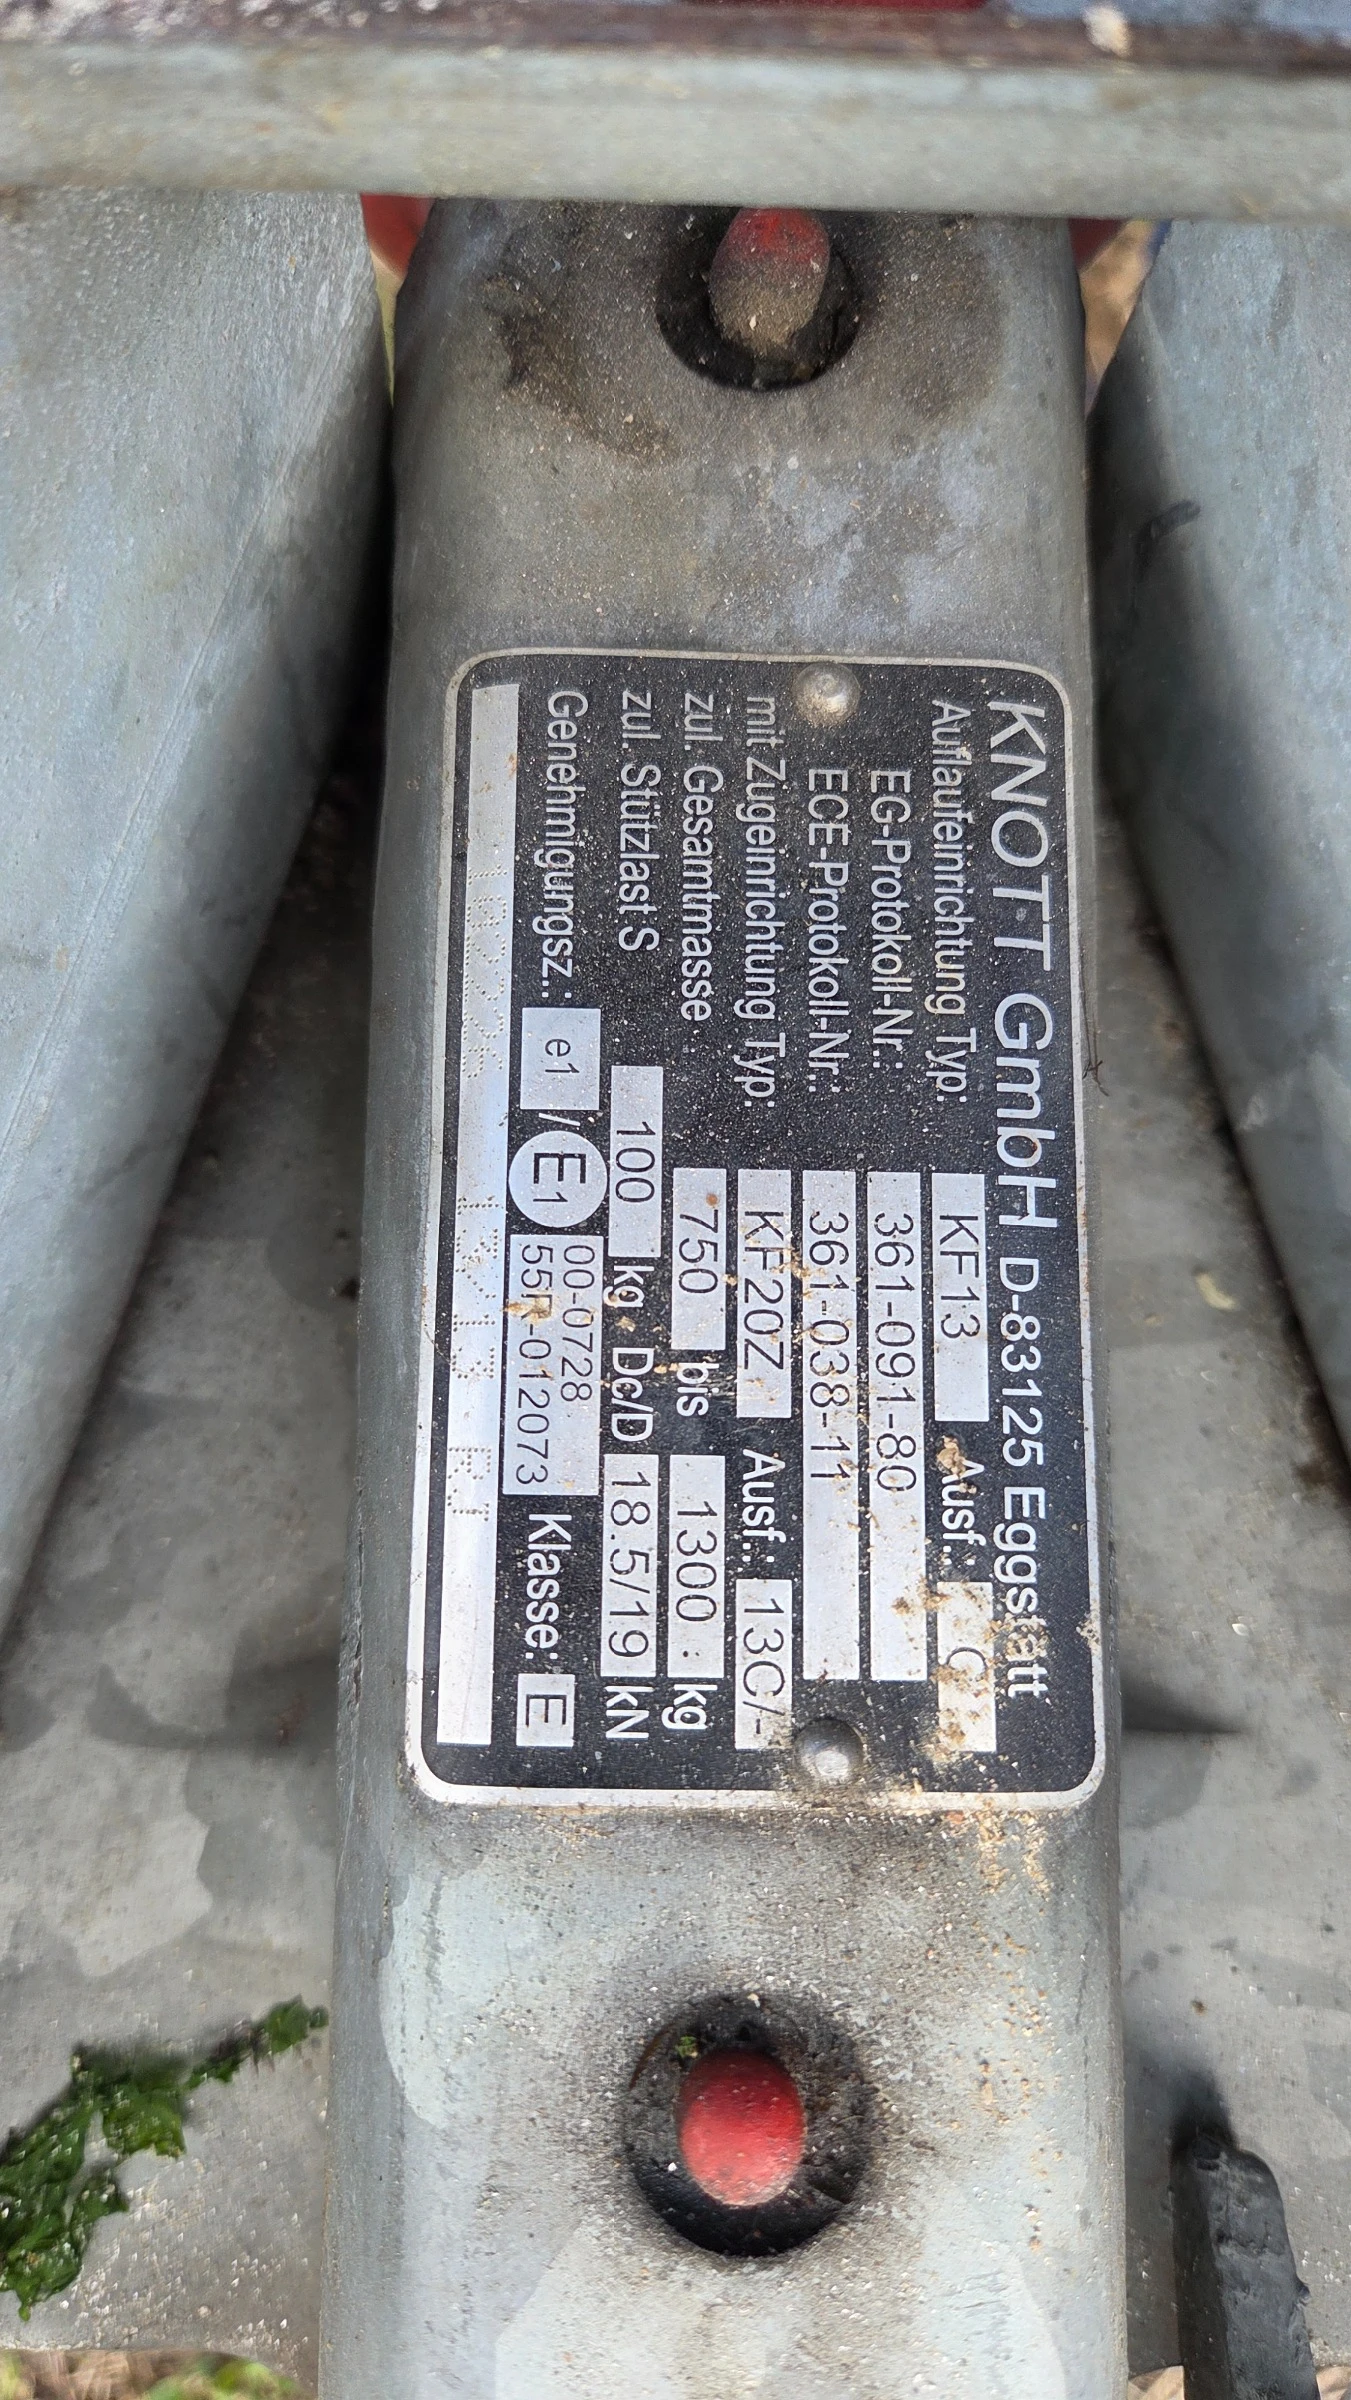 KNOTT GmbH D-83125 Eggstätt
Auflaufeinrichtung Typ: KF13 Ausf.: C
EG-Protokoll-Nr.: 361-091-80
ECE-Protokoll-Nr.: 361-038-11
mit Zugeinrichtung Typ: KF20Z Ausf.: 13C/-
zul. Gesamtmasse : 750 bis 1300 : kg
zul. Stützlast S 100 kg Dc/D 18.5/19 kN
Genehmigungsz.: e1 / E1 00-0728 Klasse: E
55R-012073